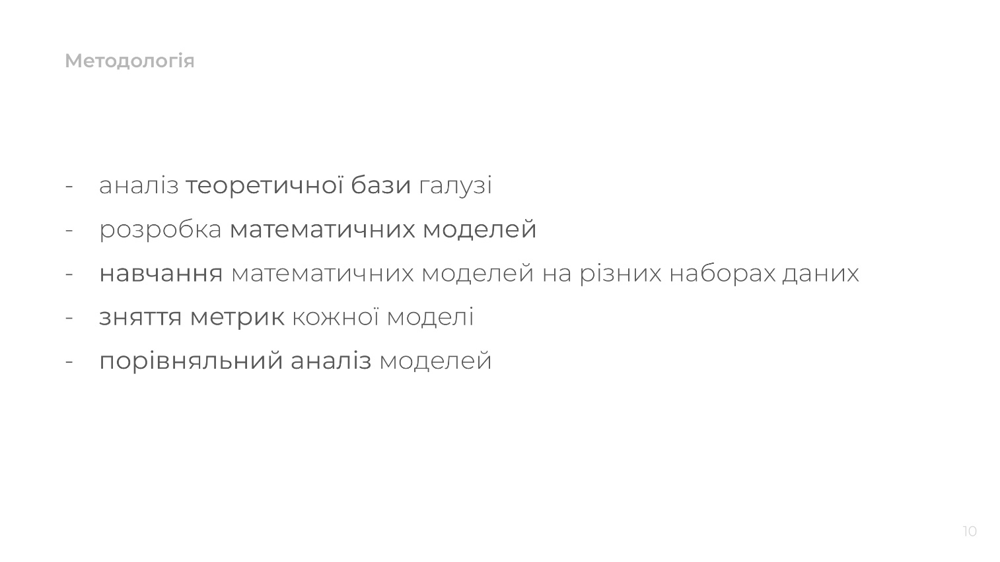 Методологія
- аналіз теоретичної бази галузі
- розробка математичних моделей
- навчання математичних моделей на різних наборах даних
- зняття метрик кожної моделі
- порівняльний аналіз моделей
10